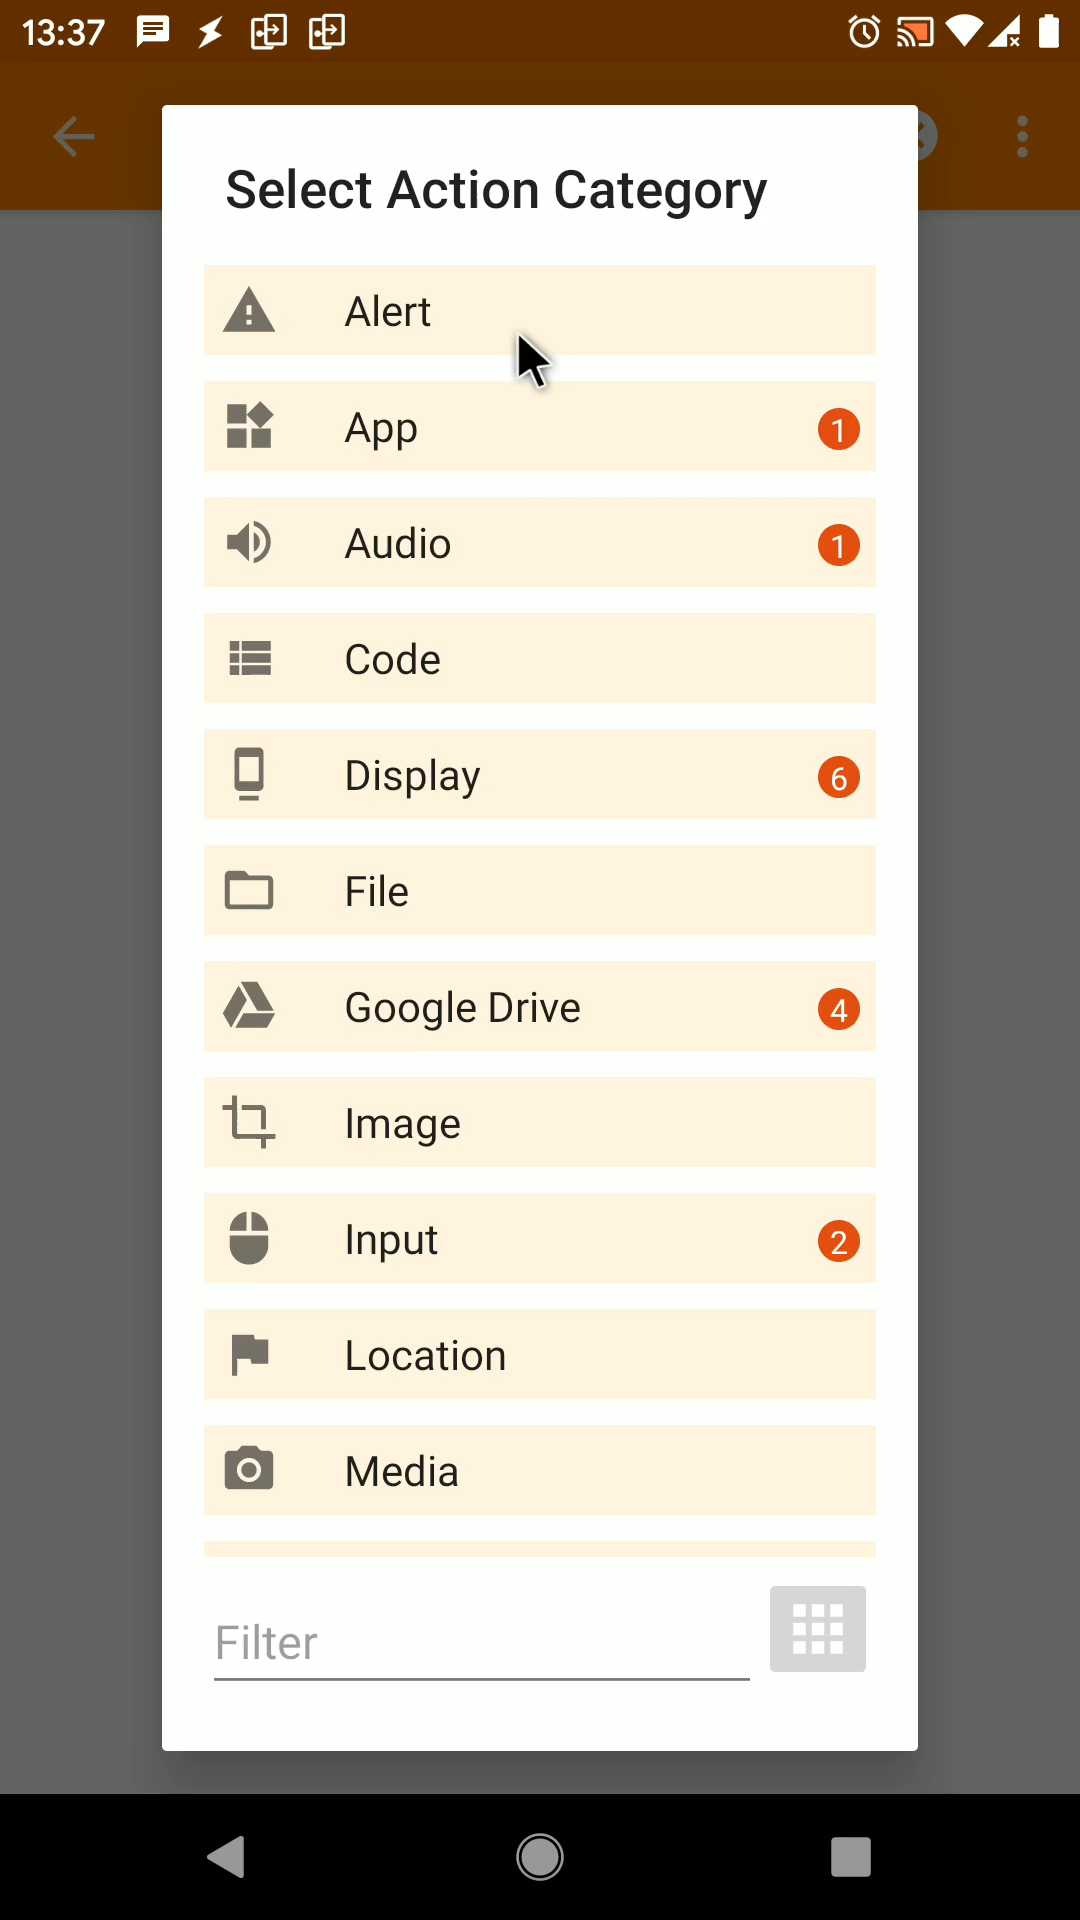 13:37
Select Action Category
Alert
App 1
Audio 1
Code
Display 6
File
Google Drive 4
Image
Input 2
Location
Media
Filter